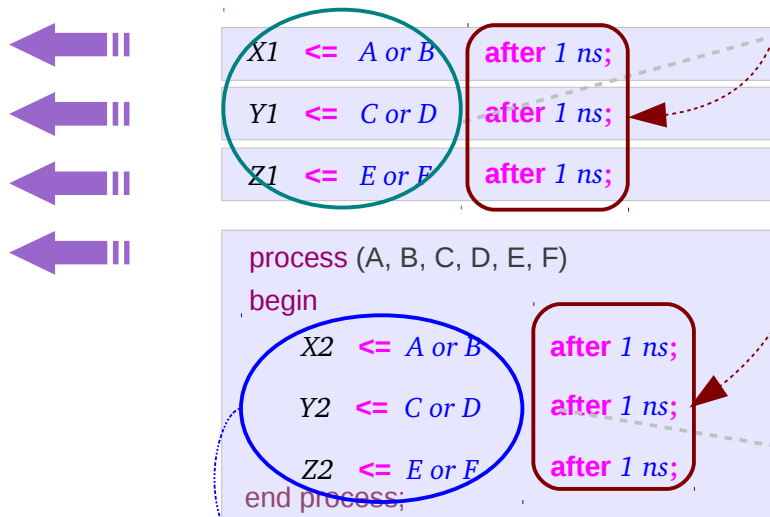 X1 <= A or B after 1 ns;
Y1 <= C or D after 1 ns;
Z1 <= E or F after 1 ns;
process (A, B, C, D, E, F)
begin
X2 <= A or B after 1 ns;
Y2 <= C or D after 1 ns;
Z2 <= E or F after 1 ns;
end process;